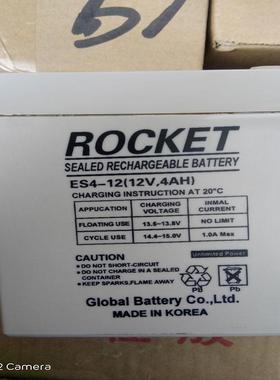 51
ROCKET
SEALED RECHARGEABLE BATTERY
ES4-12(12V,4AH)
CHARGING INSTRUCTION AT 20°C
APPLICATION CHARGING VOLTAGE INMAL CURRENT
FLOATING USE 13.5-13.8V NO LIMIT
CYCLE USE 14.4-15.0V 1.0A Max
Unlimited Power
CAUTION
DO NOT SHORT-CIRCUIT
DO NOT CHARGE IN A SEALED CONTAINER
KEEP SPARKS,FLAME AWAY
Pb Pb
Global Battery Co.,Ltd.
MADE IN KOREA
2 Camera